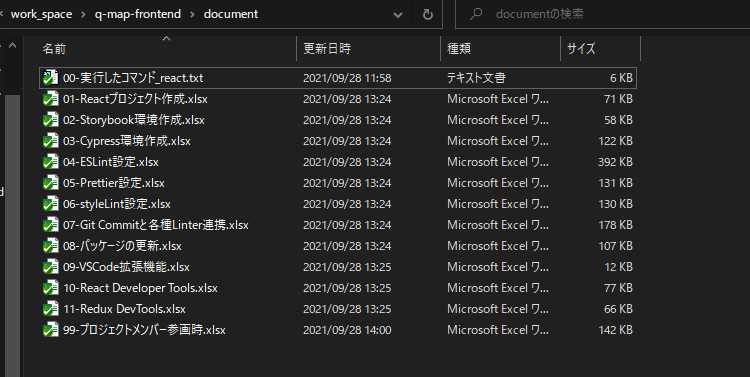 work_space › q-map-frontend › document documentの検索
名前 更新日時 種類 サイズ
00-実行したコマンド_react.txt 2021/09/28 11:58 テキスト文書 6 KB
01-Reactプロジェクト作成.xlsx 2021/09/28 13:24 Microsoft Excel ワ... 71 KB
02-Storybook環境作成.xlsx 2021/09/28 13:24 Microsoft Excel ワ... 58 KB
03-Cypress環境作成.xlsx 2021/09/28 13:24 Microsoft Excel ワ... 122 KB
04-ESLint設定.xlsx 2021/09/28 13:24 Microsoft Excel ワ... 392 KB
05-Prettier設定.xlsx 2021/09/28 13:24 Microsoft Excel ワ... 131 KB
06-styleLint設定.xlsx 2021/09/28 13:24 Microsoft Excel ワ... 130 KB
07-Git Commitと各種Linter連携.xlsx 2021/09/28 13:24 Microsoft Excel ワ... 178 KB
08-パッケージの更新.xlsx 2021/09/28 13:24 Microsoft Excel ワ... 107 KB
09-VSCode拡張機能.xlsx 2021/09/28 13:25 Microsoft Excel ワ... 12 KB
10-React Developer Tools.xlsx 2021/09/28 13:25 Microsoft Excel ワ... 77 KB
11-Redux DevTools.xlsx 2021/09/28 13:25 Microsoft Excel ワ... 66 KB
99-プロジェクトメンバー参画時.xlsx 2021/09/28 14:00 Microsoft Excel ワ... 142 KB